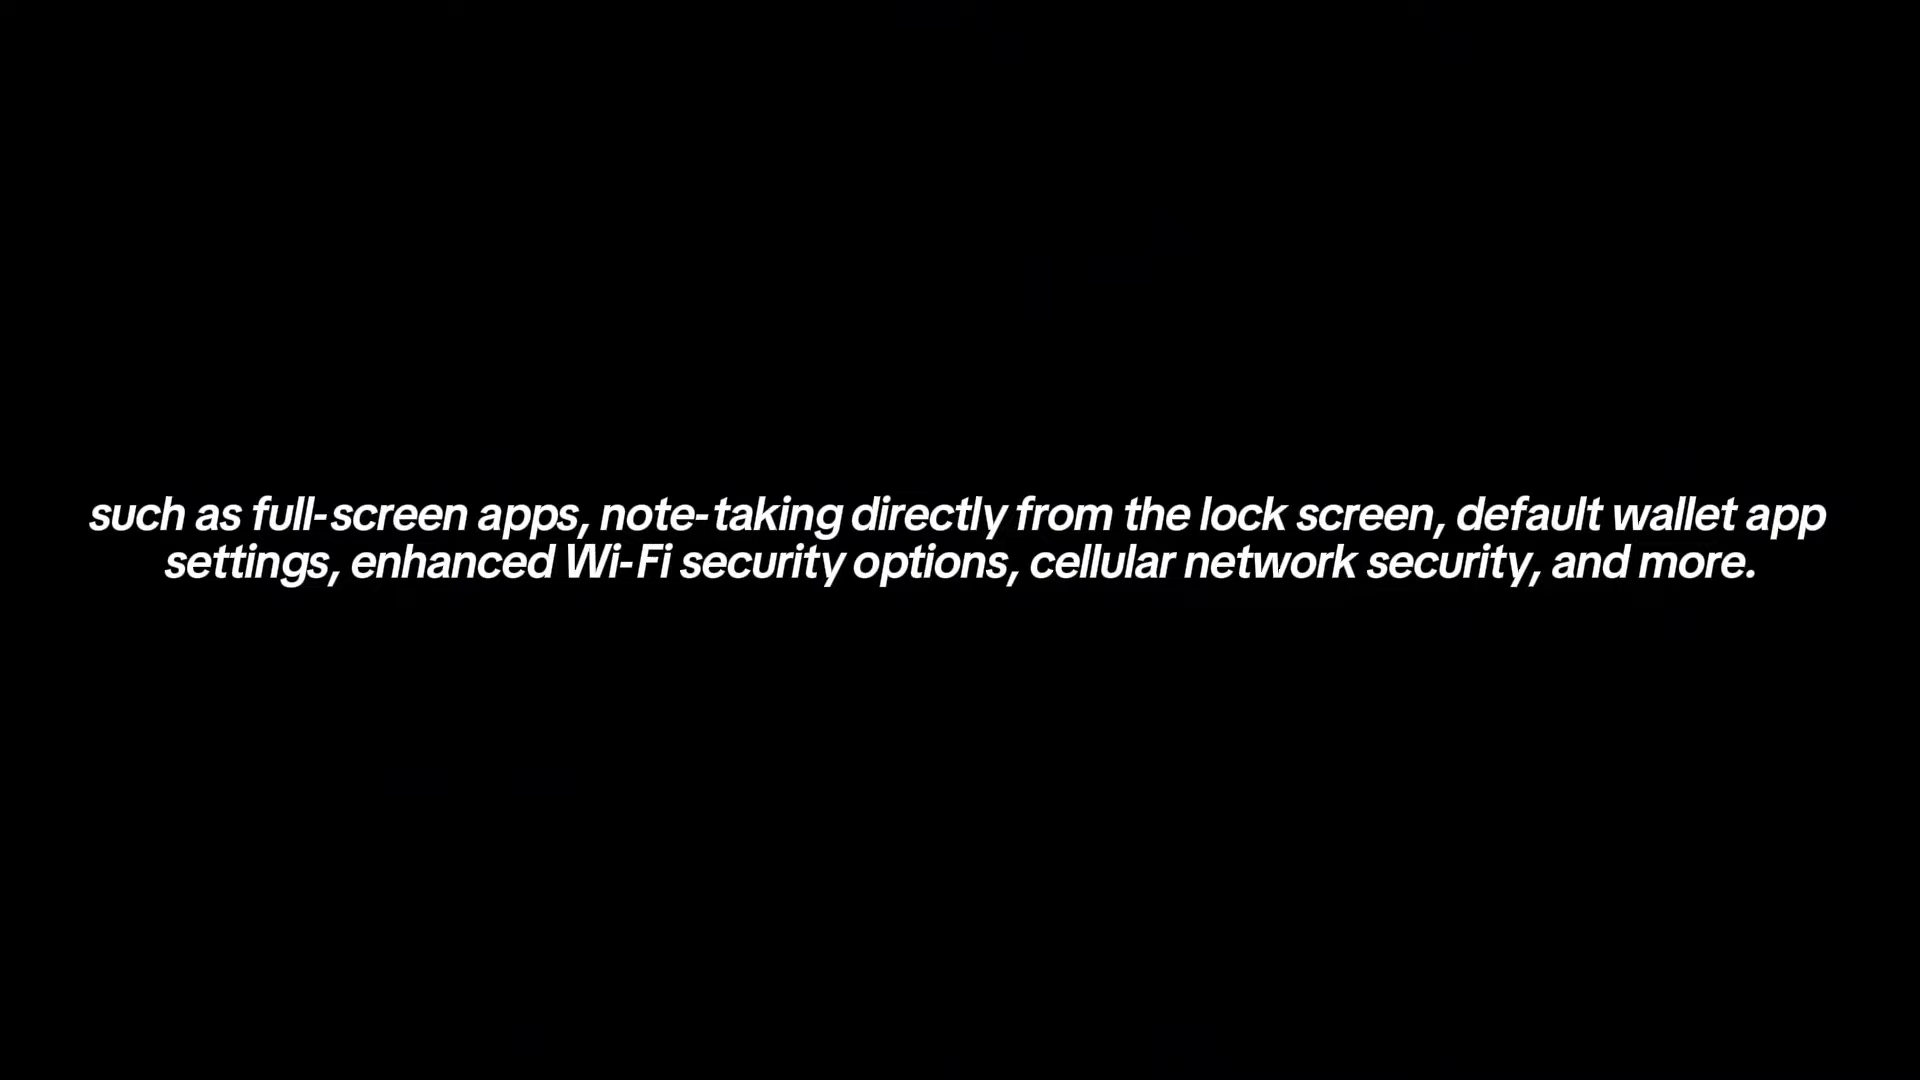 such as full-screen apps, note-taking directly from the lock screen, default wallet app
settings, enhanced Wi-Fi security options, cellular network security, and more.